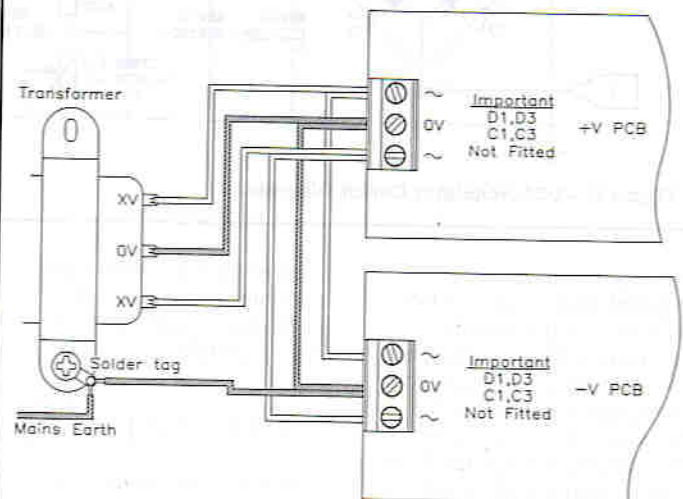 Transformer
XV
0V
XV
Solder tag
Mains Earth
~
0V
~
Important
D1,D3
C1,C3
Not Fitted
+V PCB
~
0V
~
Important
D1,D3
C1,C3
Not Fitted
-V PCB